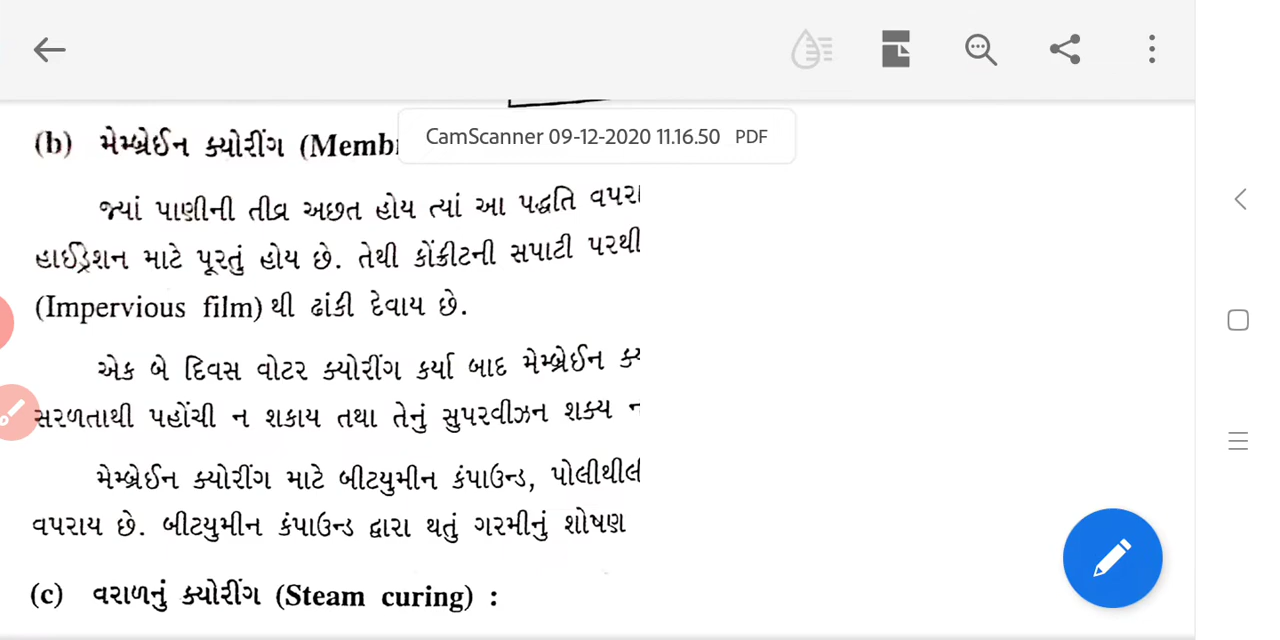 CamScanner 09-12-2020 11.16.50 PDF
(b) મેમ્બ્રેઈન ક્યોરીંગ
જ્યાં પાણીની તીવ્ર અછત હોય ત્યાં આ પદ્ધતિ
હાઈડ્રેશન માટે પૂરતું હોય છે. તેથી કોંક્રીટની સપાટી પરથી
(Impervious film) થી ઢાંકી દેવાય છે.
એક બે દિવસ વોટર ક્યોરીંગ કર્યા બાદ મેમ્બ્રેઈન
સરળતાથી પહોંચી ન શકાય તથા તેનું સુપરવીઝન શક્ય
મેમ્બ્રેઈન ક્યોરીંગ માટે બીટયુમીન કંપાઉન્ડ,
વપરાય છે. બીટયુમીન કંપાઉન્ડ દ્વારા થતું ગરમીનું શોષણ
(c) વરાળનું ક્યોરીંગ (Steam curing) :